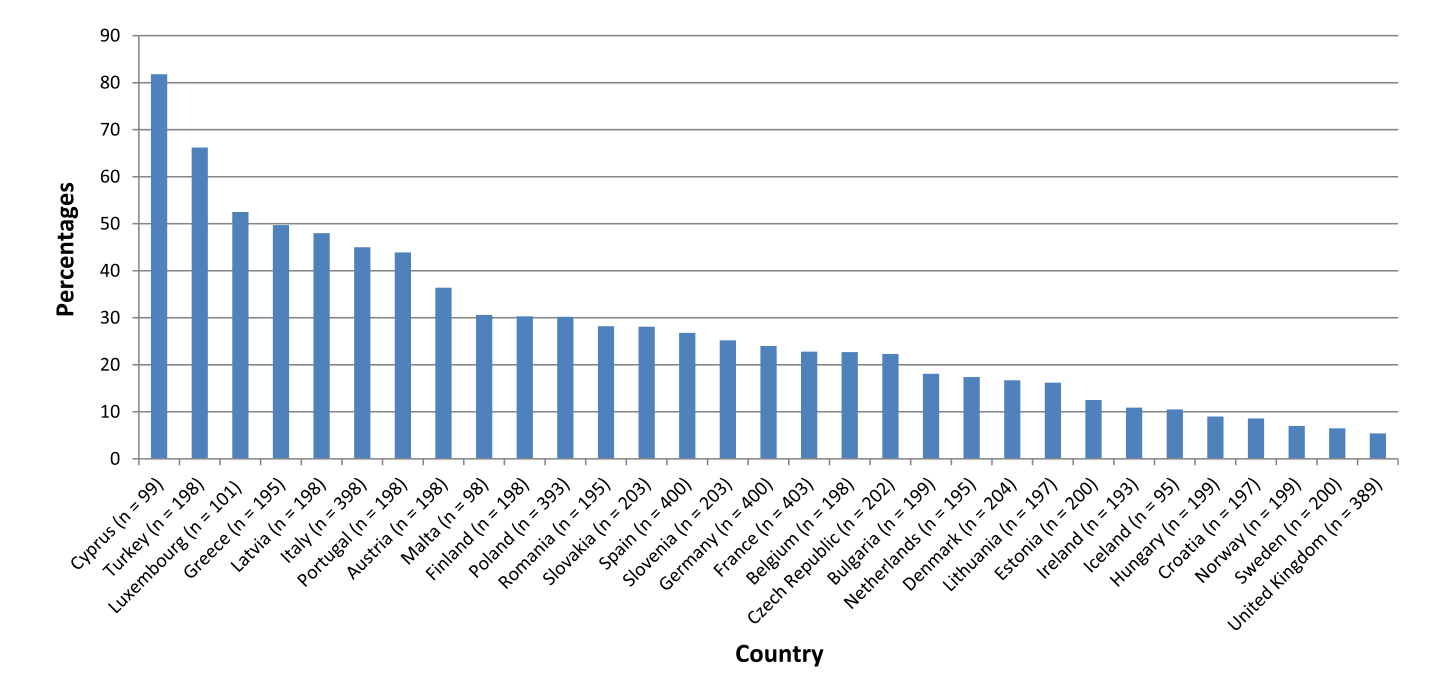 90
80
70
60
50
40
30
20
10
0
Percentages
Cyprus (n = 99)
Turkey (n = 198)
Luxembourg (n = 101)
Greece (n = 195)
Latvia (n = 198)
Italy (n = 398)
Portugal (n = 198)
Austria (n = 198)
Malta (n = 98)
Finland (n = 198)
Poland (n = 393)
Romania (n = 195)
Slovakia (n = 203)
Spain (n = 400)
Slovenia (n = 203)
Germany (n = 400)
France (n = 403)
Belgium (n = 198)
Czech Republic (n = 202)
Bulgaria (n = 199)
Netherlands (n = 195)
Denmark (n = 204)
Lithuania (n = 197)
Estonia (n = 200)
Ireland (n = 193)
Iceland (n = 95)
Hungary (n = 199)
Croatia (n = 197)
Norway (n = 199)
Sweden (n = 200)
United Kingdom (n = 389)
Country